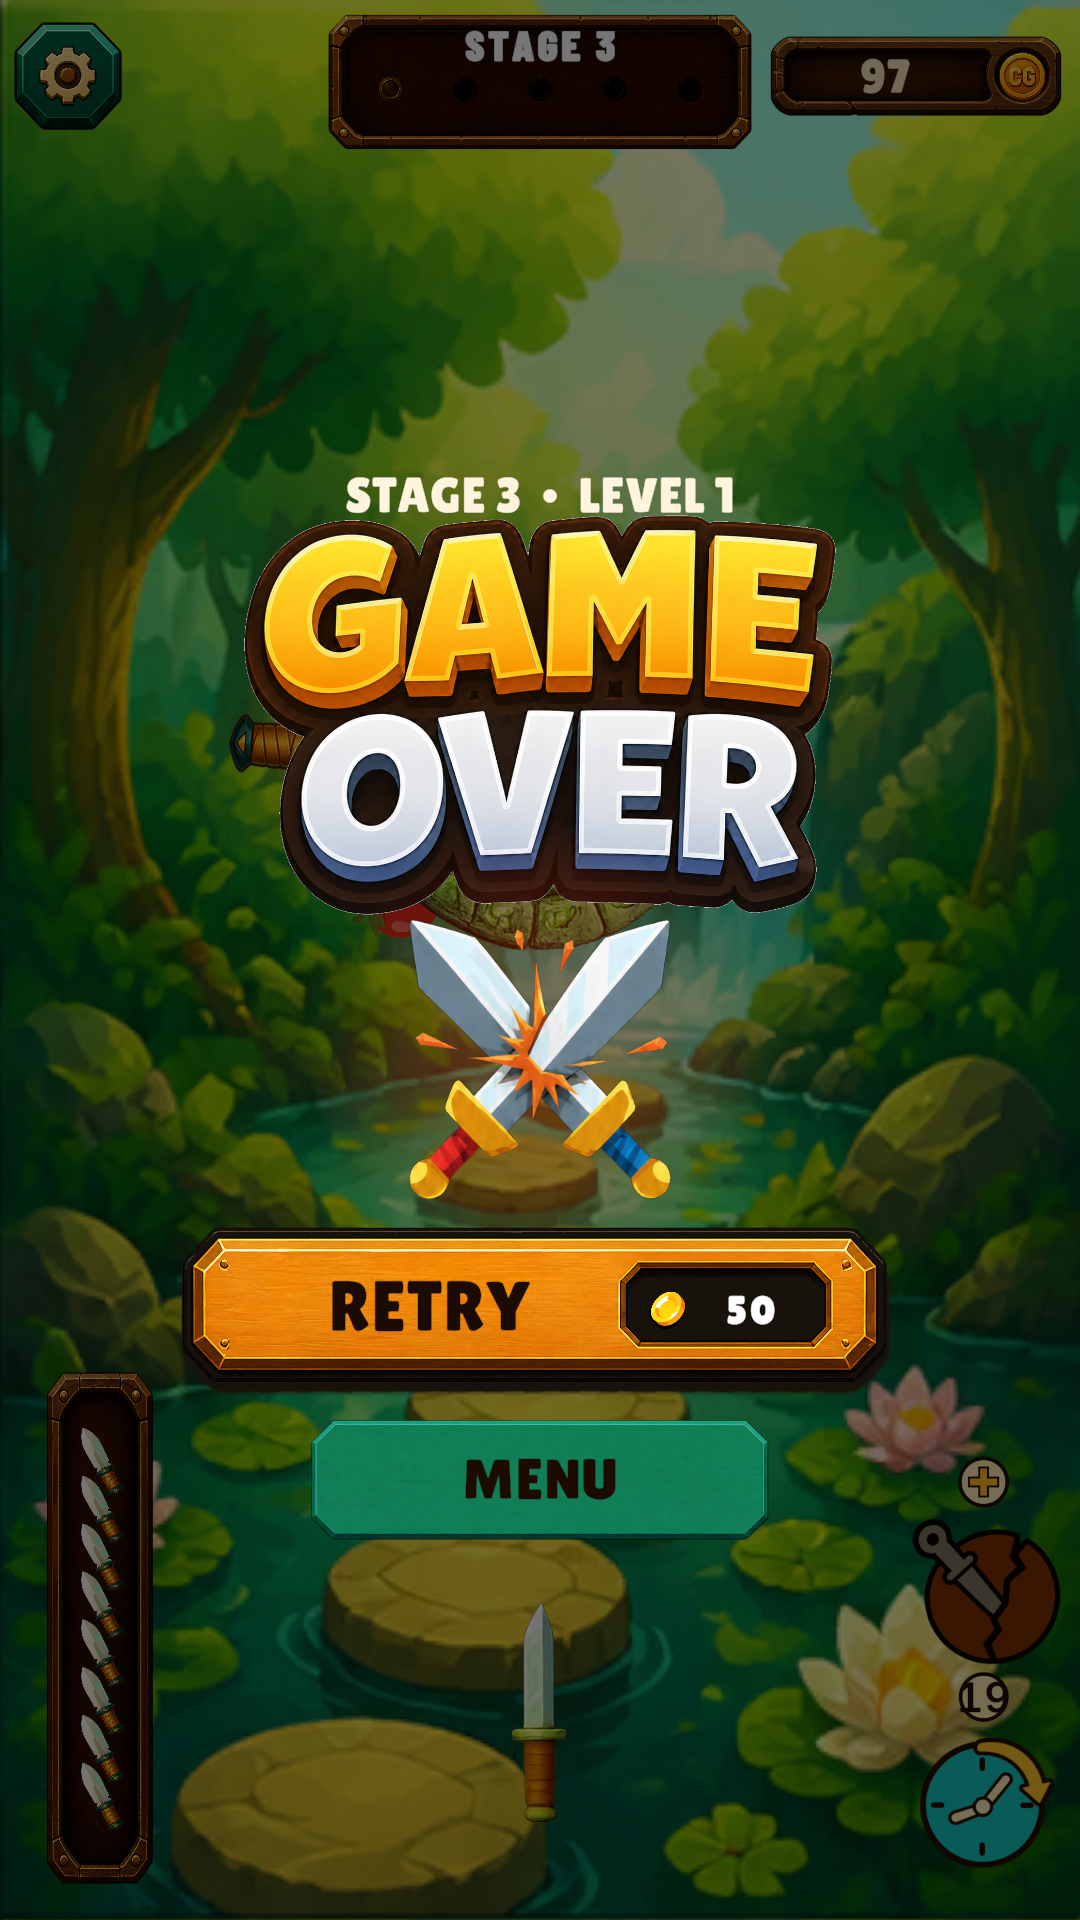 STAGE 3
97
CG
STAGE 3 • LEVEL 1
GAME
OVER
RETRY 50
MENU
19